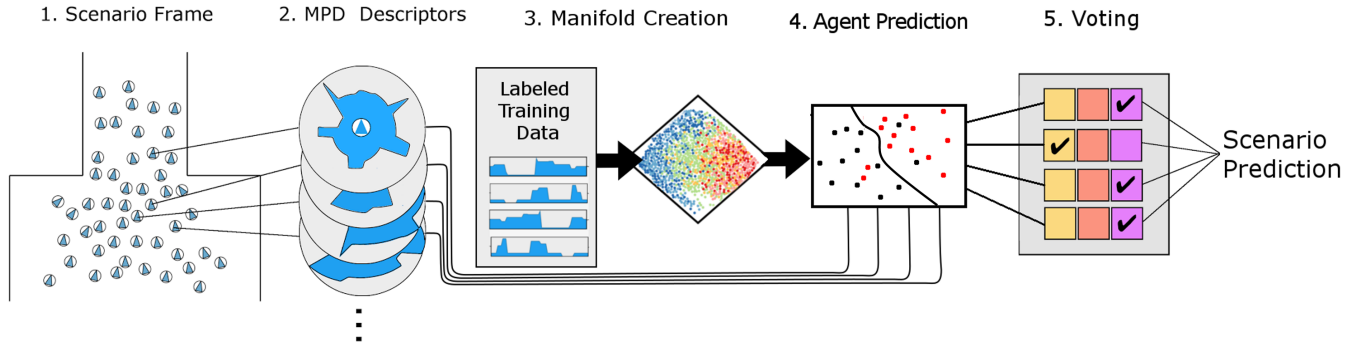 1. Scenario Frame
2. MPD Descriptors
3. Manifold Creation
4. Agent Prediction
5. Voting
Labeled
Training
Data
Scenario
Prediction